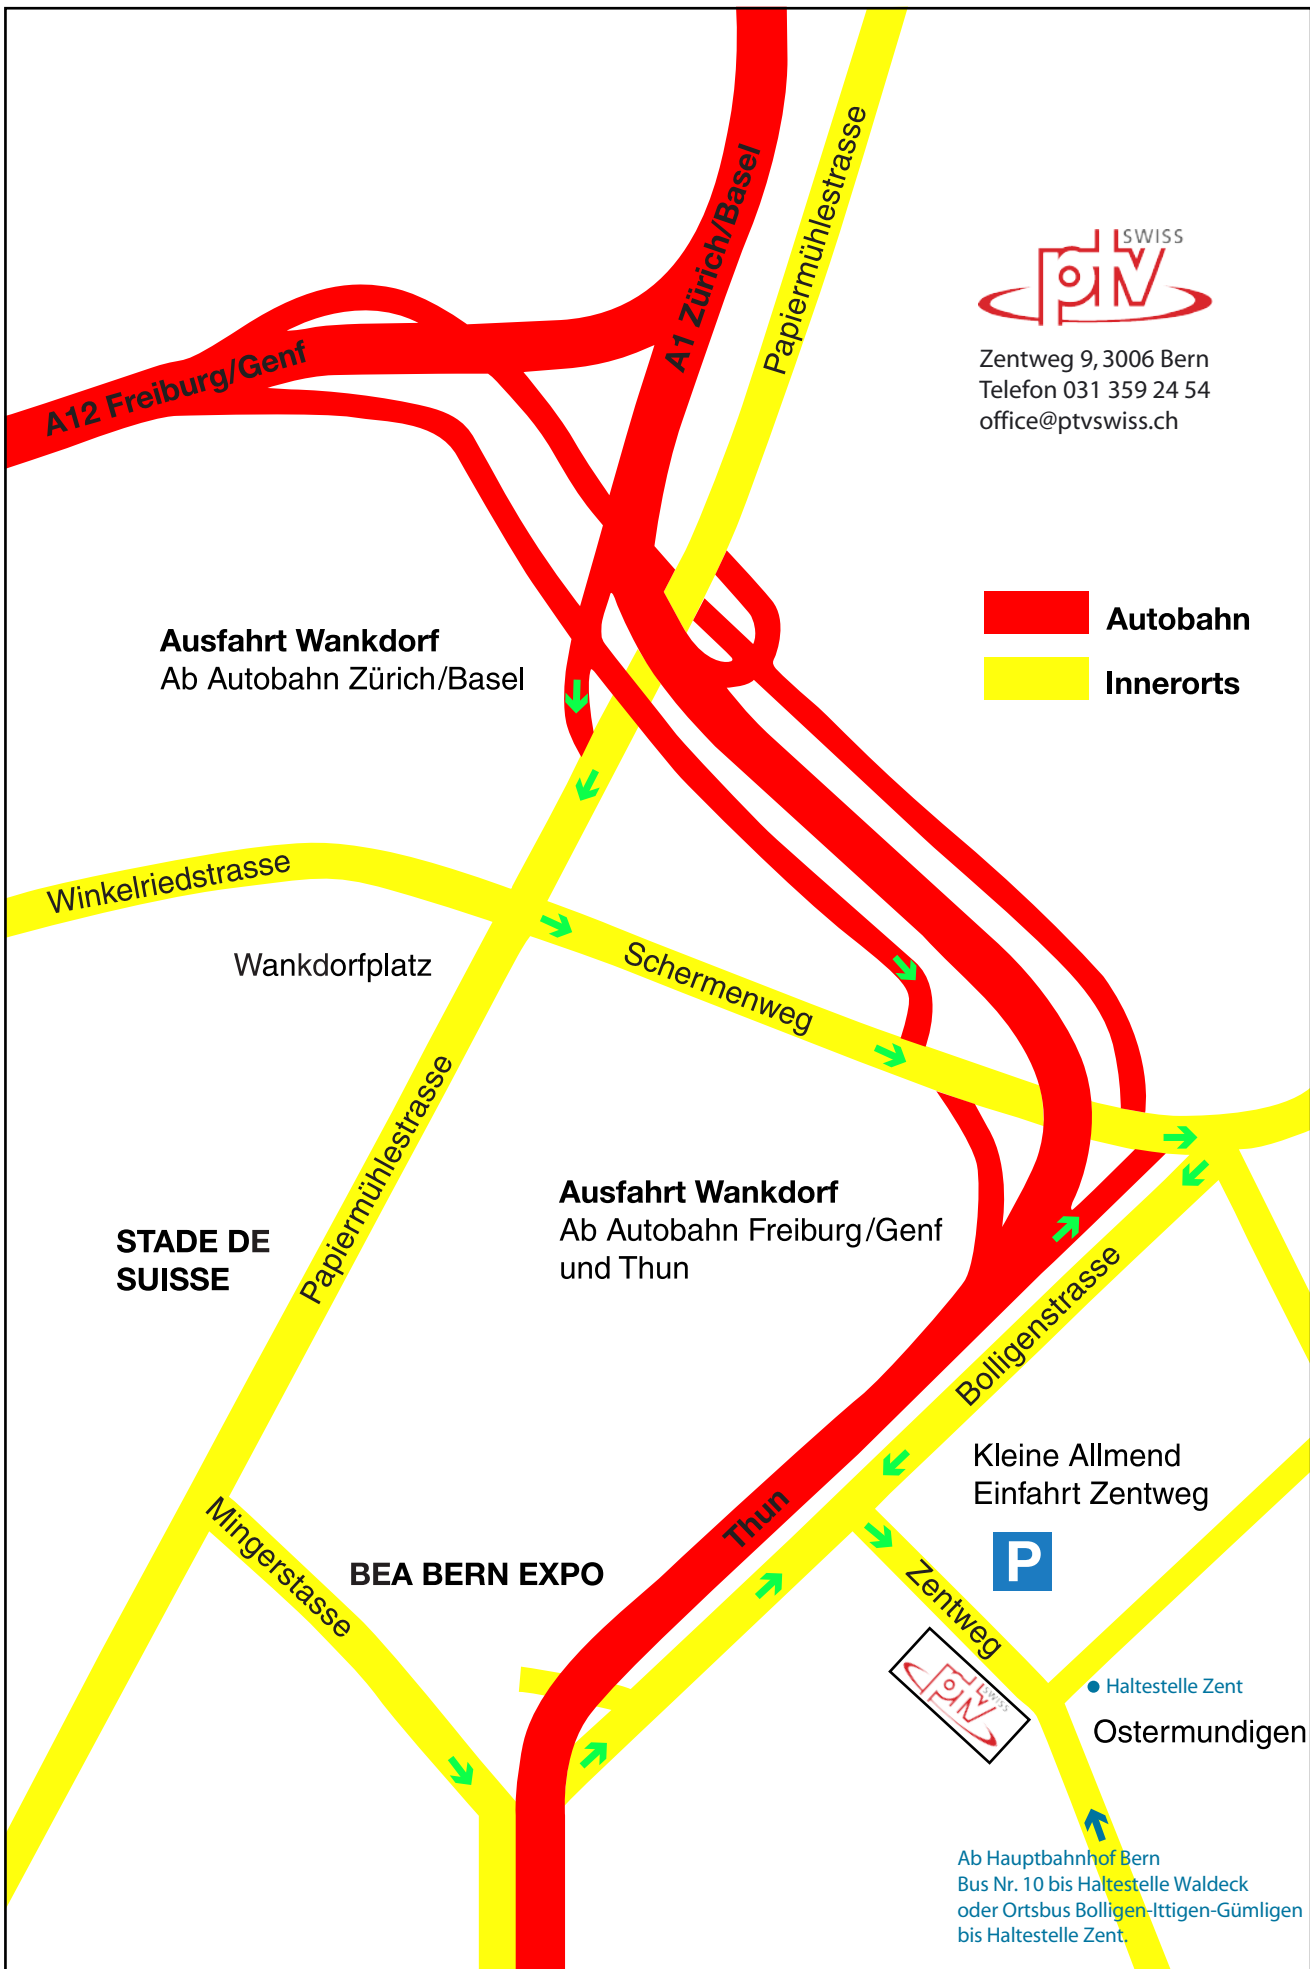 A1 Zürich/Basel
Papiermühlestrasse
SWISS
ptv
Zentweg 9, 3006 Bern
Telefon 031 359 24 54
office@ptvswiss.ch
A12 Freiburg/Genf
Autobahn
Innerorts
Ausfahrt Wankdorf
Ab Autobahn Zürich/Basel
Winkelriedstrasse
Wankdorfplatz
Schermenweg
Papiermühlestrasse
Ausfahrt Wankdorf
Ab Autobahn Freiburg/Genf
und Thun
STADE DE
SUISSE
Bolligenstrasse
Kleine Allmend
Einfahrt Zentweg
P
Thun
Mingerstasse
BEA BERN EXPO
Zentweg
ptv
SWISS
Haltestelle Zent
Ostermundigen
Ab Hauptbahnhof Bern
Bus Nr. 10 bis Haltestelle Waldeck
oder Ortsbus Bolligen-Ittigen-Gümligen
bis Haltestelle Zent.